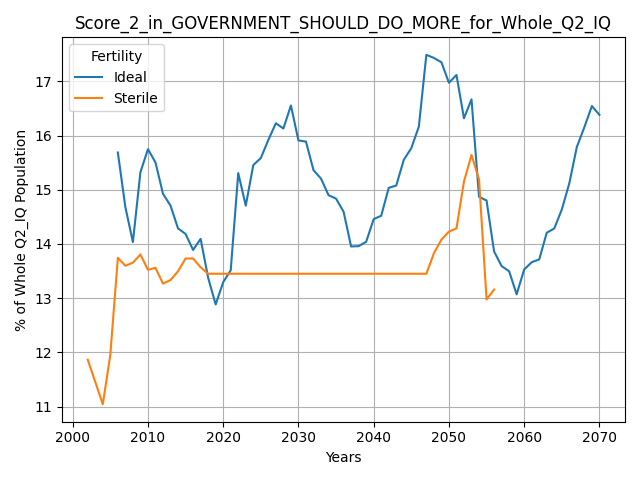 Score_2_in_GOVERNMENT_SHOULD_DO_MORE_for_Whole_Q2_IQ
Fertility
Ideal
Sterile
% of Whole Q2_IQ Population
17
16
15
14
13
12
11
2000 2010 2020 2030 2040 2050 2060 2070
Years